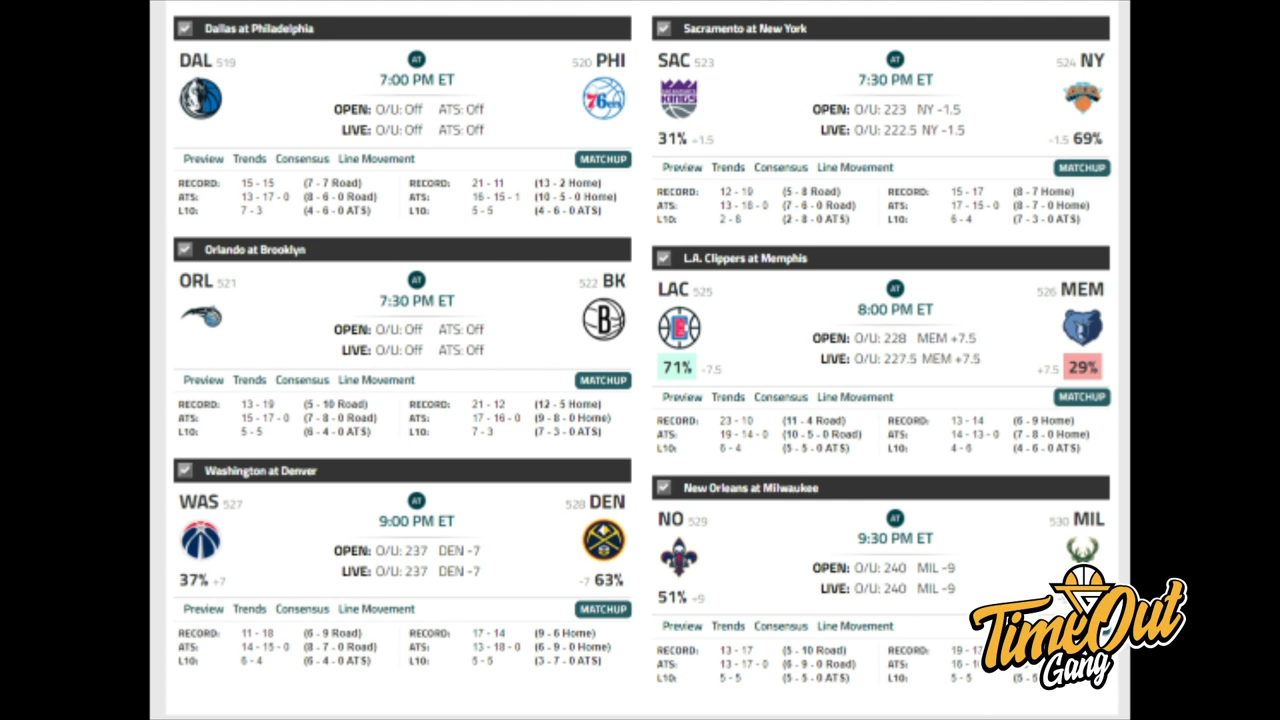 Dallas at Philadelphia
DAL 519
AT
520 PHI
7:00 PM ET
OPEN: O/U: Off ATS: Off
LIVE: O/U: Off ATS: Off
76ers
Preview Trends Consensus Line Movement MATCHUP
RECORD: 15 - 15 (7 - 7 Road) RECORD: 21 - 11 (13 - 2 Home)
ATS: 13 - 17 - 0 (8 - 6 - 0 Road) ATS: 16 - 15 - 1 (10 - 5 - 0 Home)
L10: 7 - 3 (4 - 6 - 0 ATS) L10: 5 - 5 (4 - 6 - 0 ATS)
Orlando at Brooklyn
ORL 521
AT
522 BK
7:30 PM ET
B
OPEN: O/U: Off ATS: Off
LIVE: O/U: Off ATS: Off
Preview Trends Consensus Line Movement MATCHUP
RECORD: 13 - 19 (5 - 10 Road) RECORD: 21 - 12 (12 - 5 Home)
ATS: 15 - 17 - 0 (7 - 8 - 0 Road) ATS: 17 - 16 - 0 (9 - 8 - 0 Home)
L10: 5 - 5 (6 - 4 - 0 ATS) L10: 7 - 3 (7 - 3 - 0 ATS)
Washington at Denver
WAS 527
AT
528 DEN
9:00 PM ET
OPEN: O/U: 237 DEN -7
LIVE: O/U: 237 DEN -7
37% +7
-7 63%
Preview Trends Consensus Line Movement MATCHUP
RECORD: 11 - 18 (6 - 9 Road) RECORD: 17 - 14 (9 - 6 Home)
ATS: 14 - 15 - 0 (8 - 7 - 0 Road) ATS: 13 - 18 - 0 (6 - 9 - 0 Home)
L10: 6 - 4 (6 - 4 - 0 ATS) L10: 5 - 5 (3 - 7 - 0 ATS)
Sacramento at New York
SAC 523
AT
524 NY
7:30 PM ET
KINGS
OPEN: O/U: 223 NY -1.5
LIVE: O/U: 222.5 NY -1.5
31% +1.5
-1.5 69%
Preview Trends Consensus Line Movement MATCHUP
RECORD: 12 - 19 (5 - 8 Road) RECORD: 15 - 17 (8 - 7 Home)
ATS: 13 - 18 - 0 (7 - 6 - 0 Road) ATS: 17 - 15 - 0 (8 - 7 - 0 Home)
L10: 2 - 8 (2 - 8 - 0 ATS) L10: 6 - 4 (7 - 3 - 0 ATS)
L.A. Clippers at Memphis
LAC 525
AT
526 MEM
8:00 PM ET
OPEN: O/U: 228 MEM +7.5
LIVE: O/U: 227.5 MEM +7.5
71% -7.5
+7.5 29%
Preview Trends Consensus Line Movement MATCHUP
RECORD: 23 - 10 (11 - 4 Road) RECORD: 13 - 14 (6 - 9 Home)
ATS: 19 - 14 - 0 (10 - 5 - 0 Road) ATS: 14 - 13 - 0 (7 - 8 - 0 Home)
L10: 6 - 4 (5 - 5 - 0 ATS) L10: 4 - 6 (4 - 6 - 0 ATS)
New Orleans at Milwaukee
NO 529
AT
530 MIL
9:30 PM ET
OPEN: O/U: 240 MIL -9
LIVE: O/U: 240 MIL -9
51% +9
Preview Trends Consensus Line Movement
RECORD: 13 - 17 (5 - 10 Road) RECORD: 19 -
ATS: 13 - 17 - 0 (6 - 9 - 0 Road) ATS: 16 -
L10: 5 - 5 (5 - 5 - 0 ATS) L10: 5 - 5
TimeOut
Gang